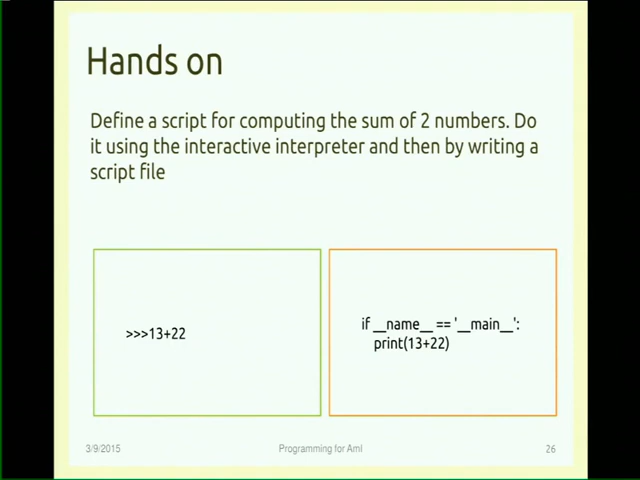 Hands on
Define a script for computing the sum of 2 numbers. Do
it using the interactive interpreter and then by writing a
script file
>>>13+22
if __name__ == '__main__':
print(13+22)
3/9/2015
Programming for AmI
26